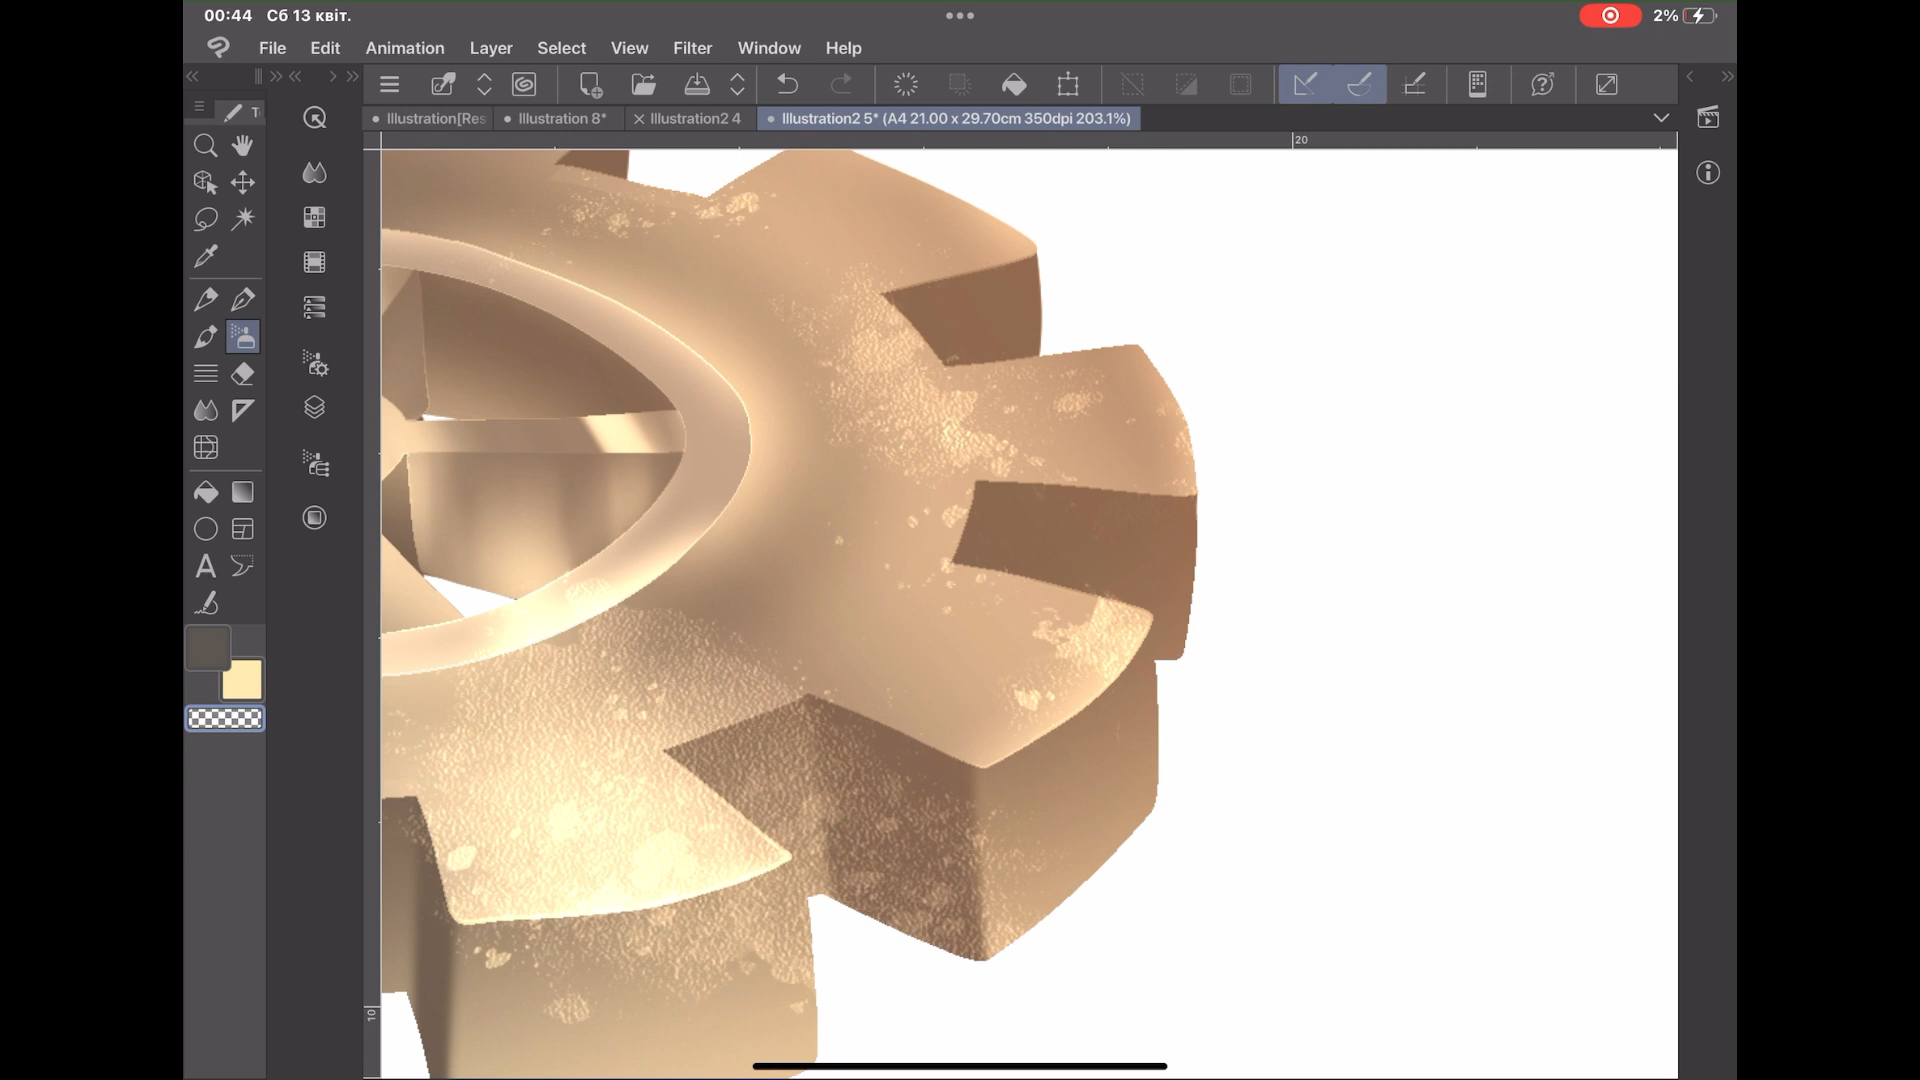 00:44 Сб 13 квіт.
2%
File Edit Animation Layer Select View Filter Window Help
T
Illustration[Res
Illustration 8*
Illustration2 4
Illustration2 5* (A4 21.00 x 29.70cm 350dpi 203.1%)
20
A
10